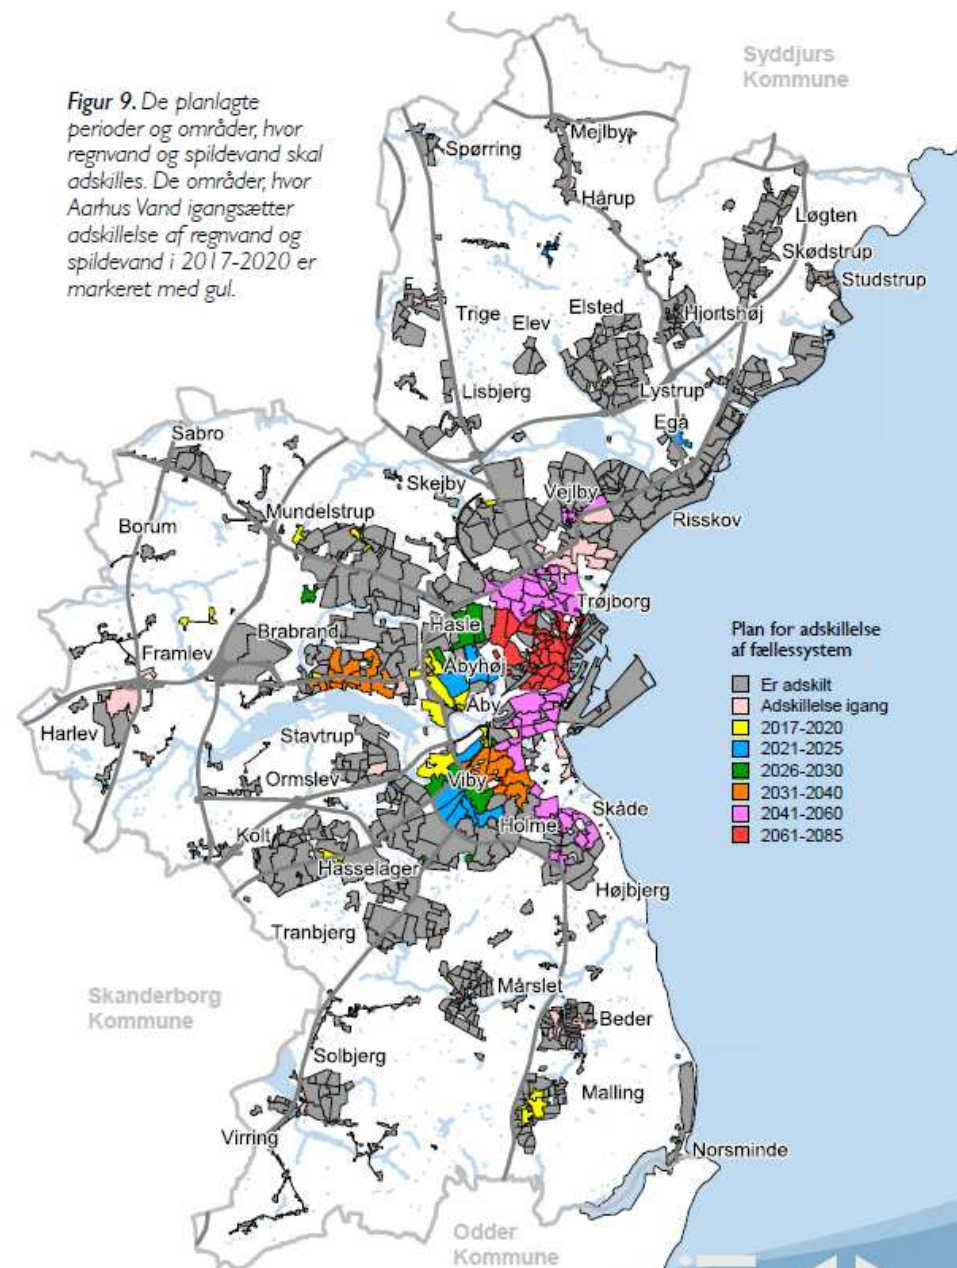 Syddjurs
Kommune
Figur 9. De planlagte
perioder og områder, hvor
regnvand og spildevand skal
adskilles. De områder, hvor
Aarhus Vand igangsætter
adskillelse af regnvand og
spildevand i 2017-2020 er
markeret med gul.
Mejlby
Spørring
Hårup
Løgten
Skødstrup
Studstrup
Trige
Elev
Elsted
Hjortshøj
Lisbjerg
Lystrup
Egå
Sabro
Skejby
Vejlby
Mundelstrup
Risskov
Borum
Trøjborg
Hasle
Brabrand
Framlev
Åbyhøj
Åby
Harlev
Stavtrup
Ormslev
Viby
Skåde
Holme
Kolt
Hasselager
Højbjerg
Tranbjerg
Mårslet
Beder
Skanderborg
Kommune
Solbjerg
Malling
Virring
Norsminde
Odder
Kommune
Plan for adskillelse
af fællessystem
Er adskilt
Adskillelse igang
2017-2020
2021-2025
2026-2030
2031-2040
2041-2060
2061-2085